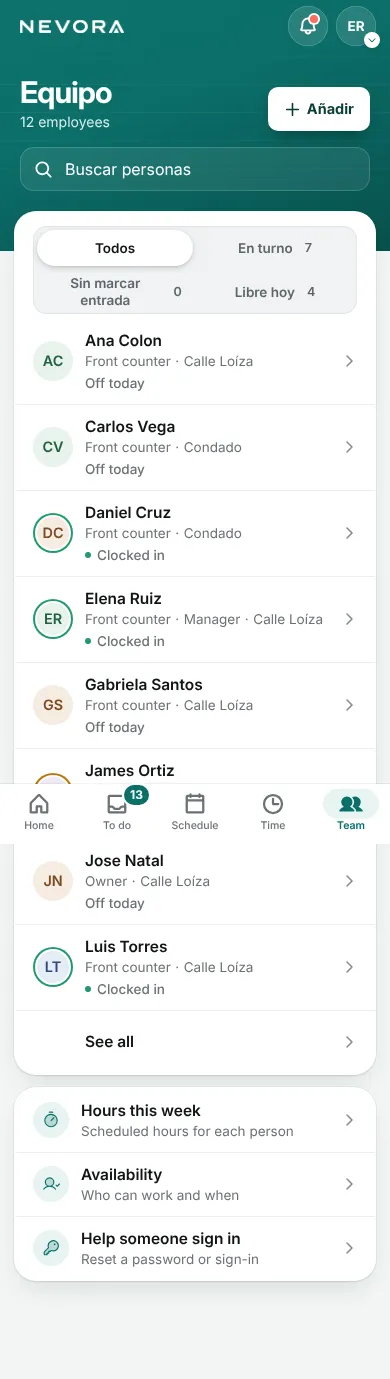 NEVORA
ER
Equipo
12 employees
Añadir
Buscar personas
Todos
En turno 7
Sin marcar entrada 0
Libre hoy 4
Ana Colon
AC
Front counter · Calle Loíza
Off today
Carlos Vega
CV
Front counter · Condado
Off today
Daniel Cruz
DC
Front counter · Condado
Clocked in
Elena Ruiz
ER
Front counter · Manager · Calle Loíza
Clocked in
Gabriela Santos
GS
Front counter · Calle Loíza
Off today
James Ortiz
13
Home
To do
Schedule
Time
Team
Jose Natal
JN
Owner · Calle Loíza
Off today
Luis Torres
LT
Front counter · Calle Loíza
Clocked in
See all
Hours this week
Scheduled hours for each person
Availability
Who can work and when
Help someone sign in
Reset a password or sign-in